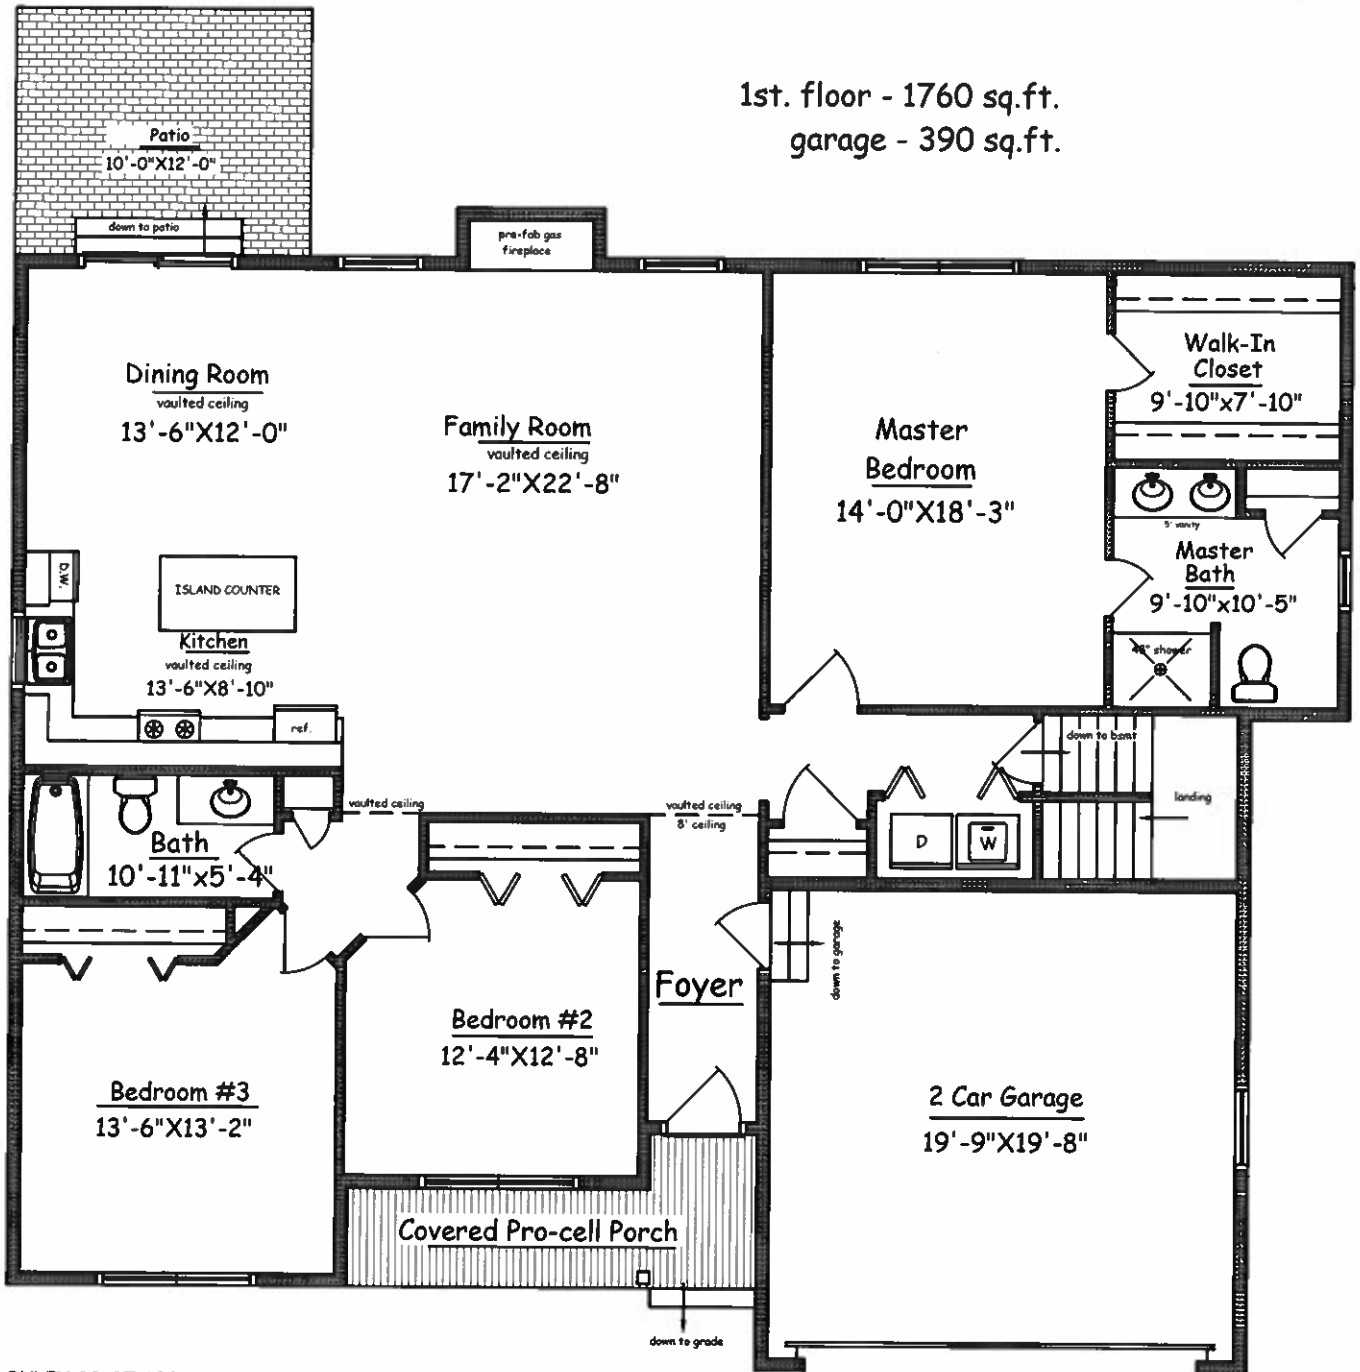 1st. floor - 1760 sq.ft.
garage - 390 sq.ft.
Patio
10'-0"X12'-0"
down to patio
pre-fab gas
fireplace
Dining Room
vaulted ceiling
13'-6"X12'-0"
Family Room
vaulted ceiling
17'-2"X22'-8"
Master
Bedroom
14'-0"X18'-3"
Walk-In
Closet
9'-10"x7'-10"
5' vanity
Master
Bath
9'-10"x10'-5"
48" shower
D.W.
ISLAND COUNTER
Kitchen
vaulted ceiling
13'-6"X8'-10"
ref.
down to bsmt
landing
vaulted ceiling
vaulted ceiling
8' ceiling
D
W
Bath
10'-11"x5'-4"
down to garage
Foyer
Bedroom #2
12'-4"X12'-8"
Bedroom #3
13'-6"X13'-2"
2 Car Garage
19'-9"X19'-8"
Covered Pro-cell Porch
down to grade